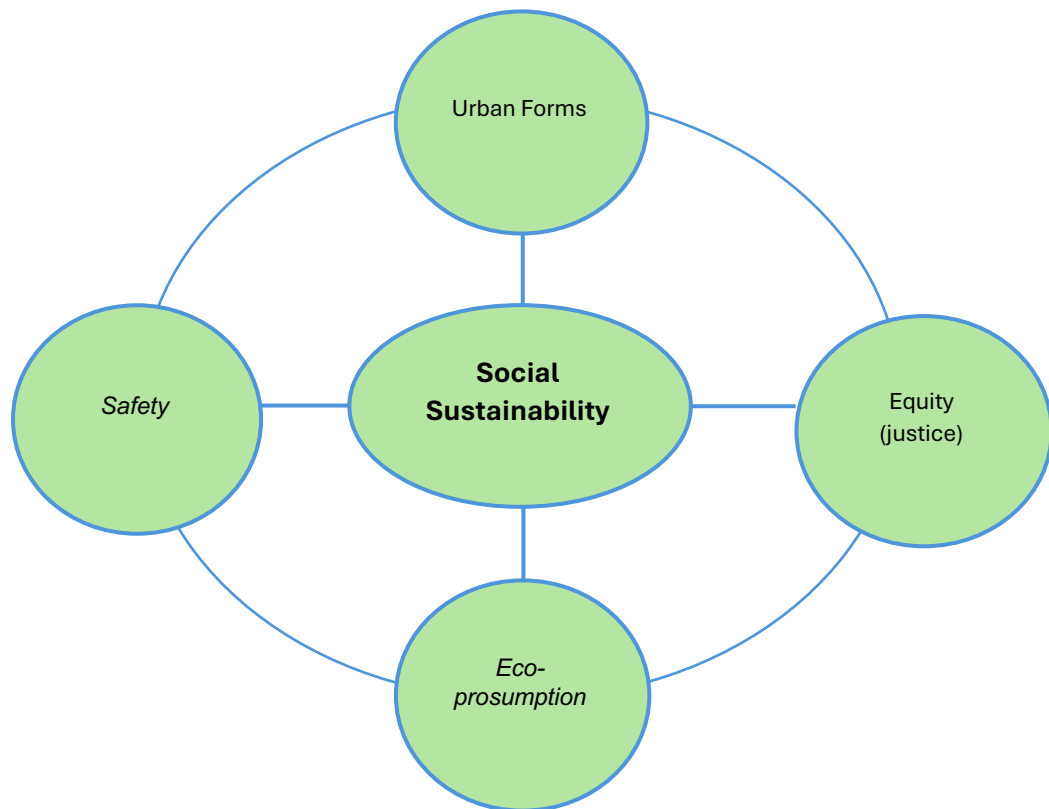 Urban Forms
Social
Sustainability
Safety
Equity
(justice)
Eco-
prosumption